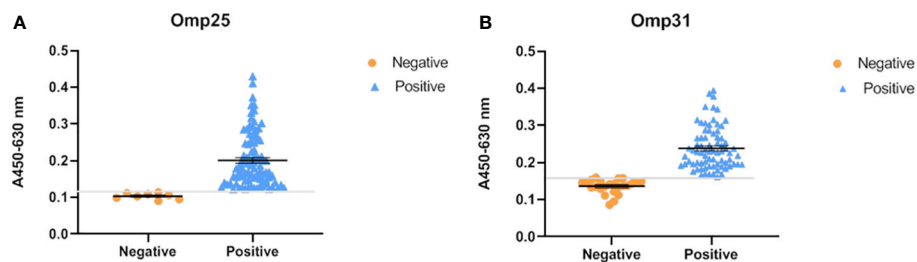 A
Omp25
A450-630 nm
0.5
0.4
0.3
0.2
0.1
0.0
Negative
Positive
Negative
Positive
B
Omp31
A450-630 nm
0.5
0.4
0.3
0.2
0.1
0.0
Negative
Positive
Negative
Positive